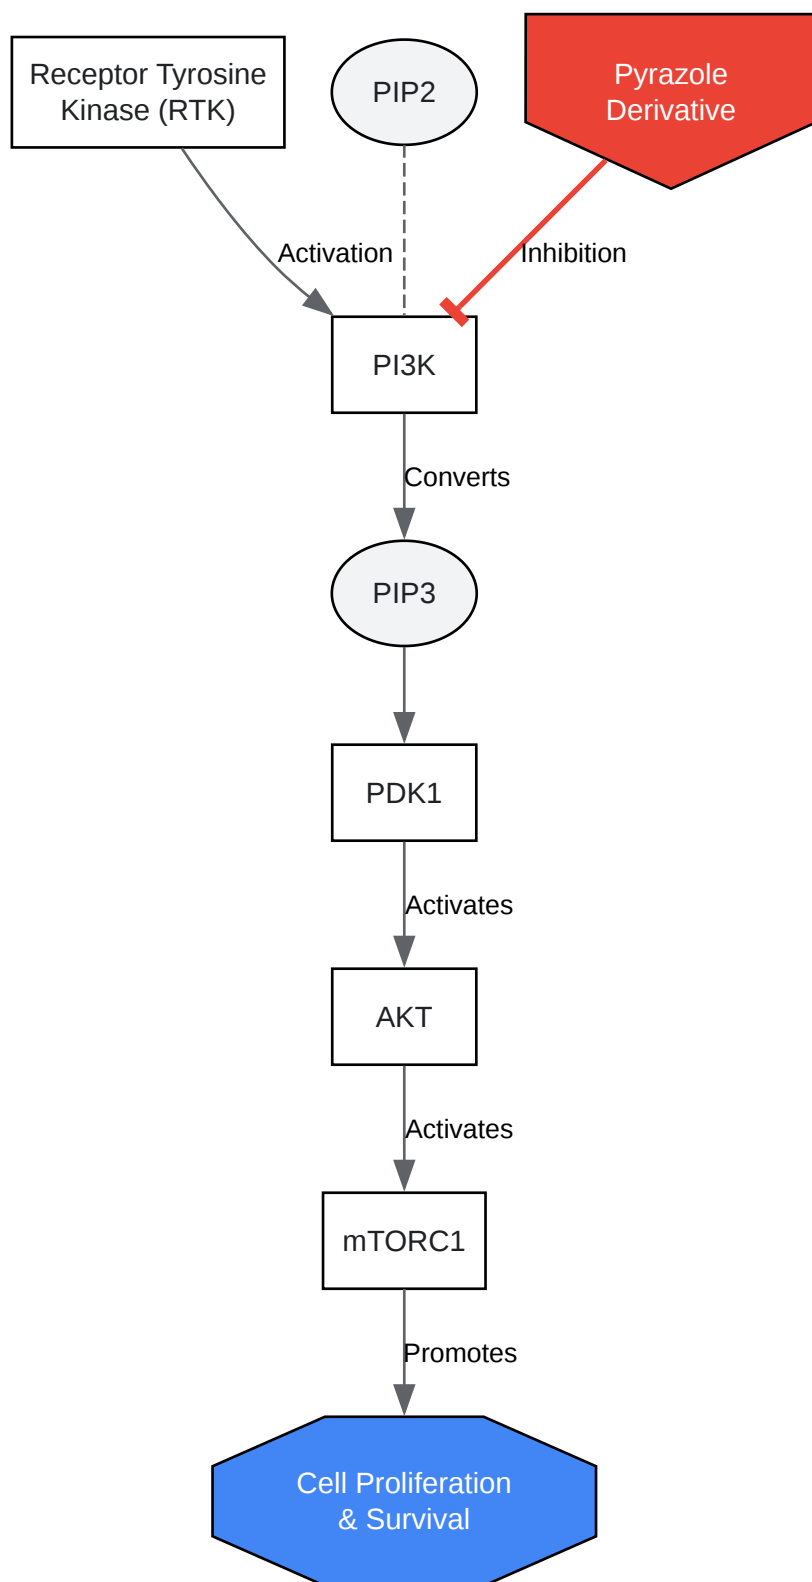 Receptor Tyrosine
Kinase (RTK)
PIP2
Pyrazole
Derivative
Activation
Inhibition
PI3K
Converts
PIP3
PDK1
Activates
AKT
Activates
mTORC1
Promotes
Cell Proliferation
& Survival